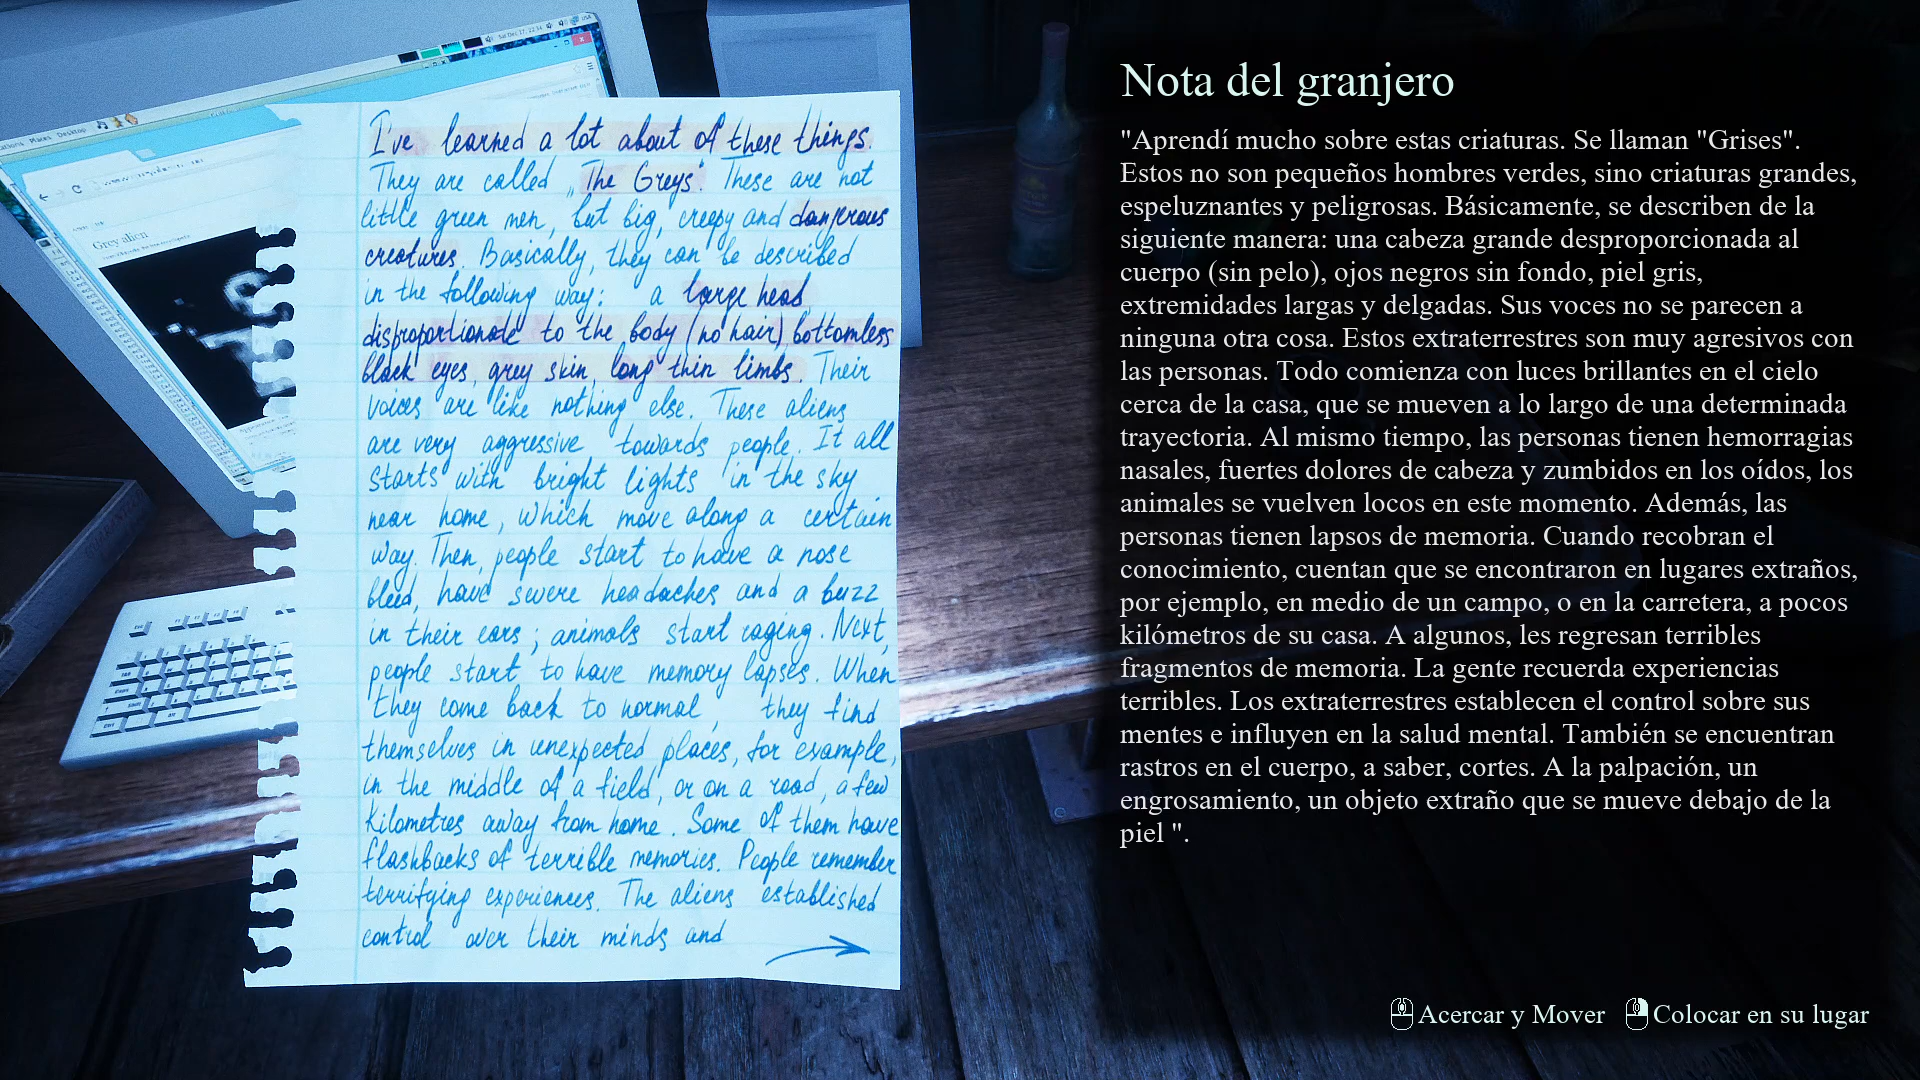 Places Desktop
Sat Dec 17, 22:14
Grey alien
I've learned a lot about of these things.
They are called „The Greys". These are not
little green men, but big, creepy and dangerous
creatures. Basically, they can be described
in the following way: a large head
disproportionate to the body (no hair), bottomless
black eyes, grey skin, long thin limbs. Their
voices are like nothing else. These aliens
are very aggressive towards people. It all
starts with bright lights in the sky
near home, which move along a certain
way. Then, people start to have a nose
bleed, have severe headaches and a buzz
in their ears; animals start raging. Next,
people start to have memory lapses. When
they come back to normal, they find
themselves in unexpected places, for example,
in the middle of a field, or on a road, a few
kilometres away from home. Some of them have
flashbacks of terrible memories. People remember
terrifying experiences. The aliens established
control over their minds and
Nota del granjero
"Aprendí mucho sobre estas criaturas. Se llaman "Grises".
Estos no son pequeños hombres verdes, sino criaturas grandes,
espeluznantes y peligrosas. Básicamente, se describen de la
siguiente manera: una cabeza grande desproporcionada al
cuerpo (sin pelo), ojos negros sin fondo, piel gris,
extremidades largas y delgadas. Sus voces no se parecen a
ninguna otra cosa. Estos extraterrestres son muy agresivos con
las personas. Todo comienza con luces brillantes en el cielo
cerca de la casa, que se mueven a lo largo de una determinada
trayectoria. Al mismo tiempo, las personas tienen hemorragias
nasales, fuertes dolores de cabeza y zumbidos en los oídos, los
animales se vuelven locos en este momento. Además, las
personas tienen lapsos de memoria. Cuando recobran el
conocimiento, cuentan que se encontraron en lugares extraños,
por ejemplo, en medio de un campo, o en la carretera, a pocos
kilómetros de su casa. A algunos, les regresan terribles
fragmentos de memoria. La gente recuerda experiencias
terribles. Los extraterrestres establecen el control sobre sus
mentes e influyen en la salud mental. También se encuentran
rastros en el cuerpo, a saber, cortes. A la palpación, un
engrosamiento, un objeto extraño que se mueve debajo de la
piel ".
Acercar y Mover
Colocar en su lugar